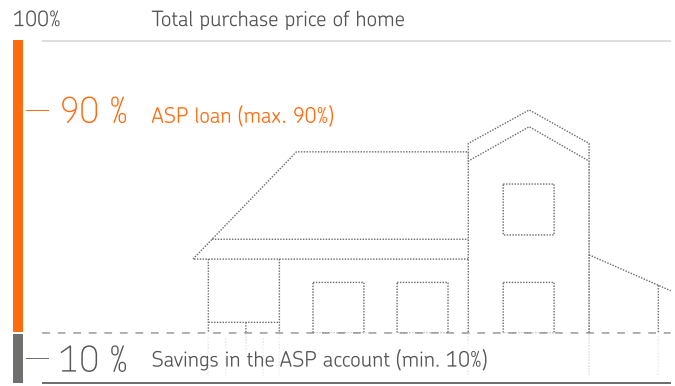 100% Total purchase price of home
90 % ASP loan (max. 90%)
10 % Savings in the ASP account (min. 10%)